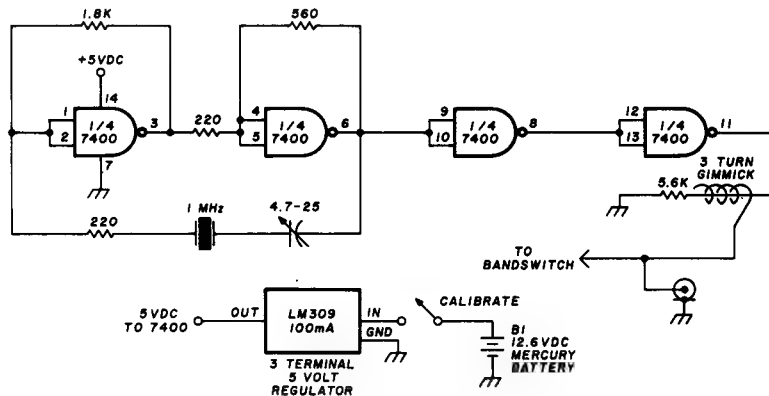 1.8K
560
+5VDC
14
1
2
1/4
7400
3
7
220
4
5
1/4
7400
6
9
10
1/4
7400
8
12
13
1/4
7400
11
3 TURN
GIMMICK
5.6K
220
1 MHz
4.7-25
TO
BANDSWITCH
5VDC
TO 7400
OUT
LM309
100mA
IN
GND
3 TERMINAL
5 VOLT
REGULATOR
CALIBRATE
B1
12.6VDC
MERCURY
BATTERY